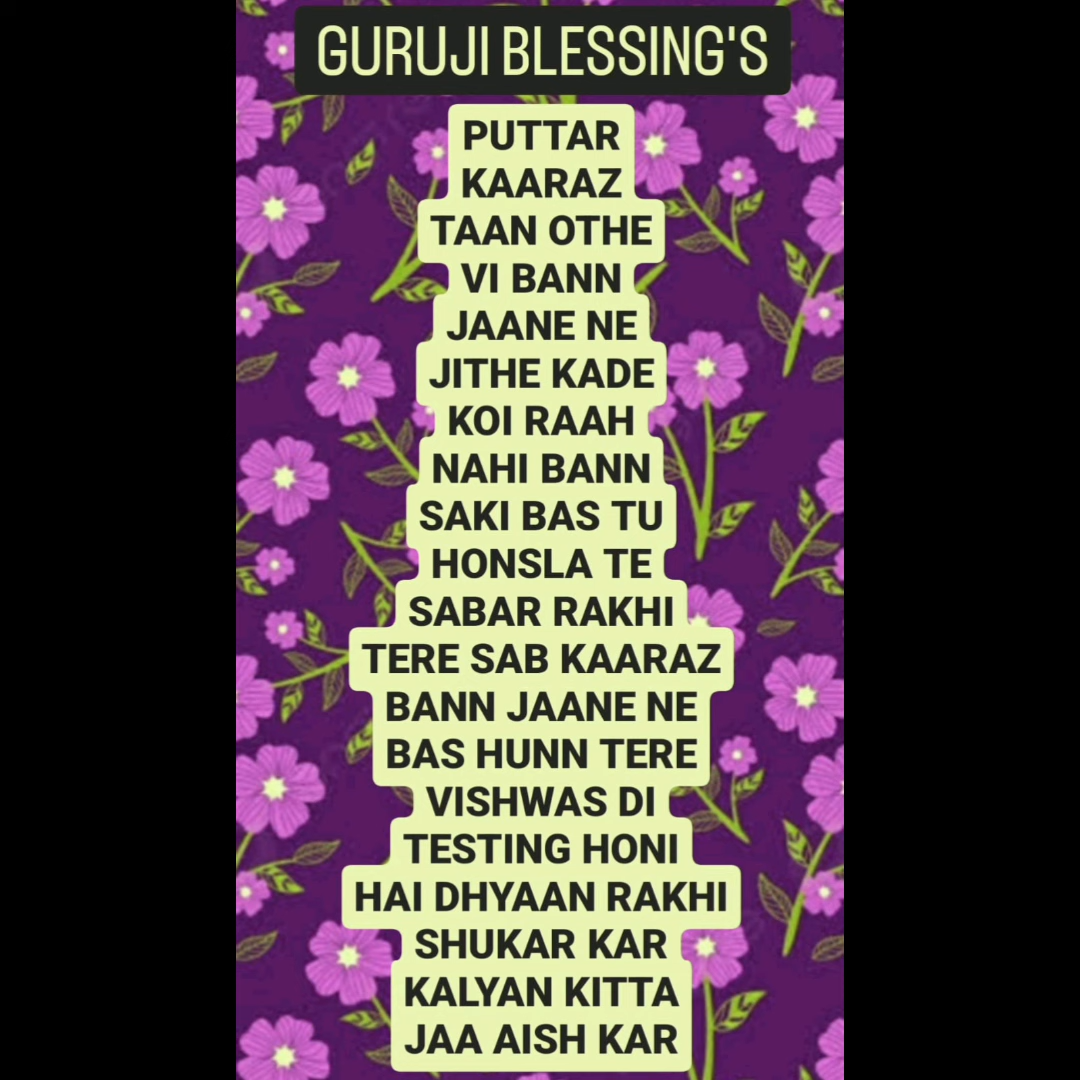 GURUJI BLESSING'S
PUTTAR
KAARAZ
TAAN OTHE
VI BANN
JAANE NE
JITHE KADE
KOI RAAH
NAHI BANN
SAKI BAS TU
HONSLA TE
SABAR RAKHI
TERE SAB KAARAZ
BANN JAANE NE
BAS HUNN TERE
VISHWAS DI
TESTING HONI
HAI DHYAAN RAKHI
SHUKAR KAR
KALYAN KITTA
JAA AISH KAR